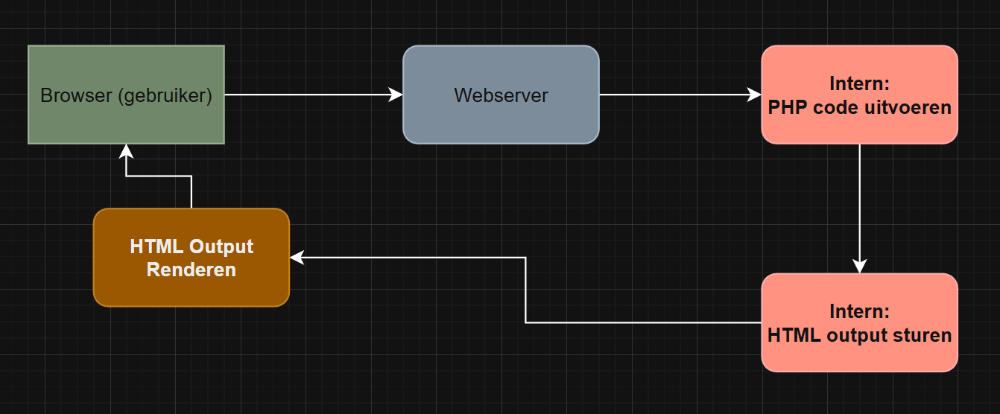 Browser (gebruiker)
Webserver
Intern:
PHP code uitvoeren
HTML Output
Renderen
Intern:
HTML output sturen